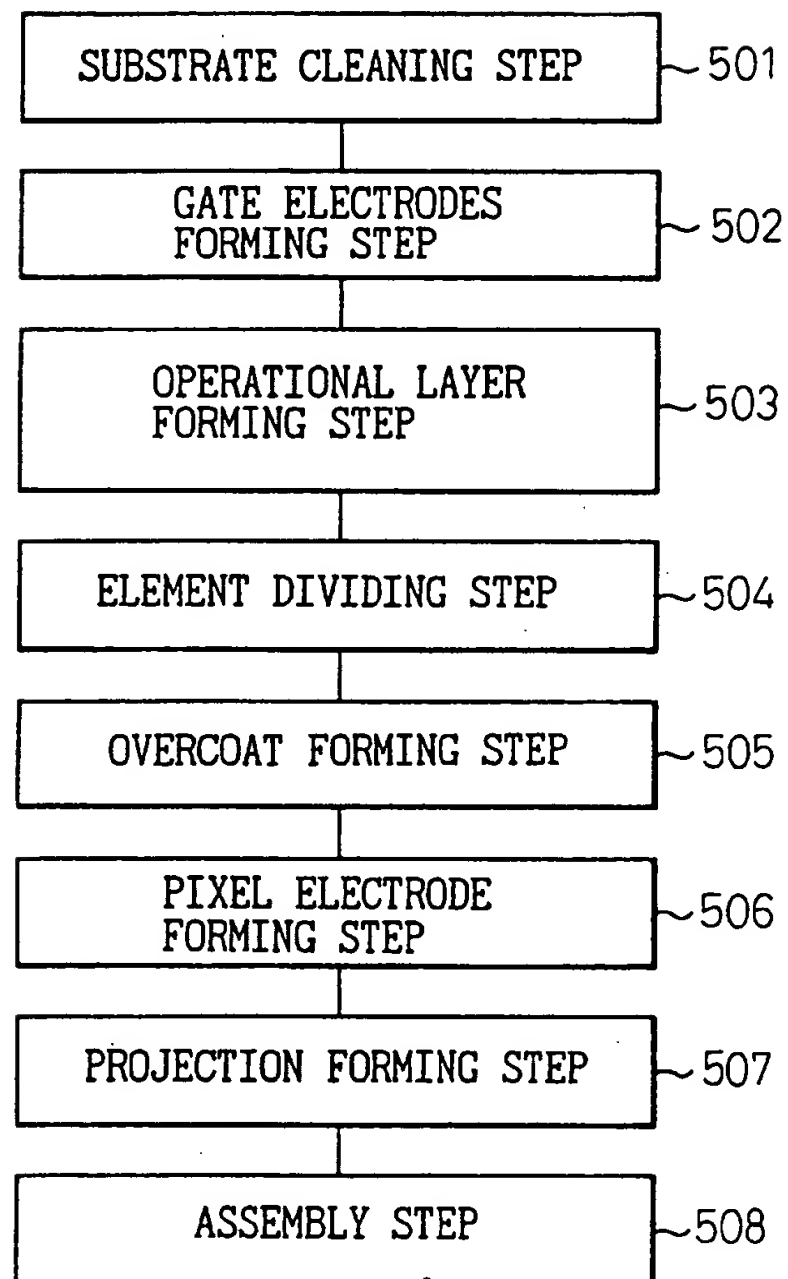 SUBSTRATE CLEANING STEP 501
GATE ELECTRODES
FORMING STEP
502
OPERATIONAL LAYER
FORMING STEP
503
ELEMENT DIVIDING STEP 504
OVERCOAT FORMING STEP 505
PIXEL ELECTRODE
FORMING STEP
506
PROJECTION FORMING STEP 507
ASSEMBLY STEP 508